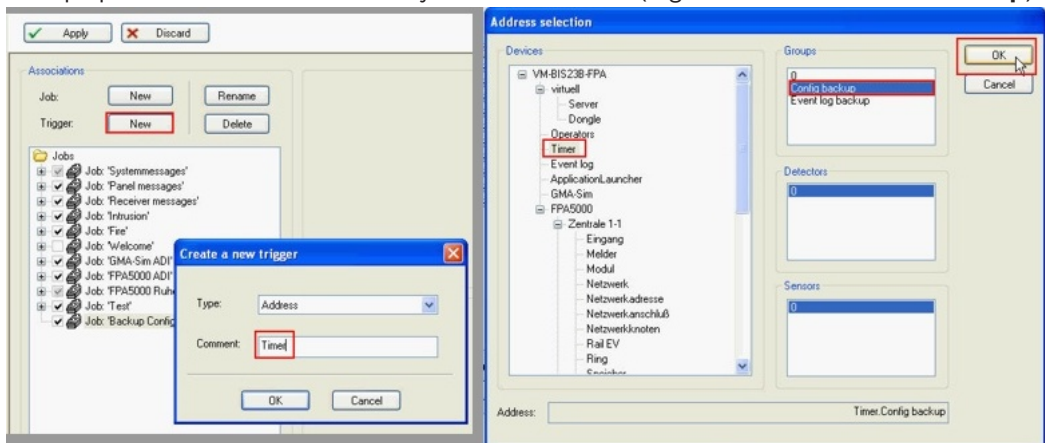 Apply
Discard
Associations
Job:
New
Rename
Trigger:
New
Delete
Jobs
Job: 'Systemmessages'
Job: 'Panel messages'
Job: 'Receiver messages'
Job: 'Intrusion'
Job: 'Fire'
Job: 'Welcome'
Job: 'GMA-Sim ADI'
Job: 'FPA5000 ADI'
Job: 'FPA5000 Ruh
Job: 'Test'
Job: 'Backup Config
Create a new trigger
Type:
Address
Comment:
Timer
OK
Cancel
Address selection
Devices
VM-BIS23B-FPA
virtuell
Server
Dongle
Operators
Timer
Event log
ApplicationLauncher
GMA-Sim
FPA5000
Zentrale 1-1
Eingang
Melder
Modul
Netzwerk
Netzwerkadresse
Netzwerkanschluß
Netzwerkknoten
Rail EV
Ring
Groups
0
Config backup
Event log backup
Detectors
0
Sensors
0
OK
Cancel
Address:
Timer.Config backup